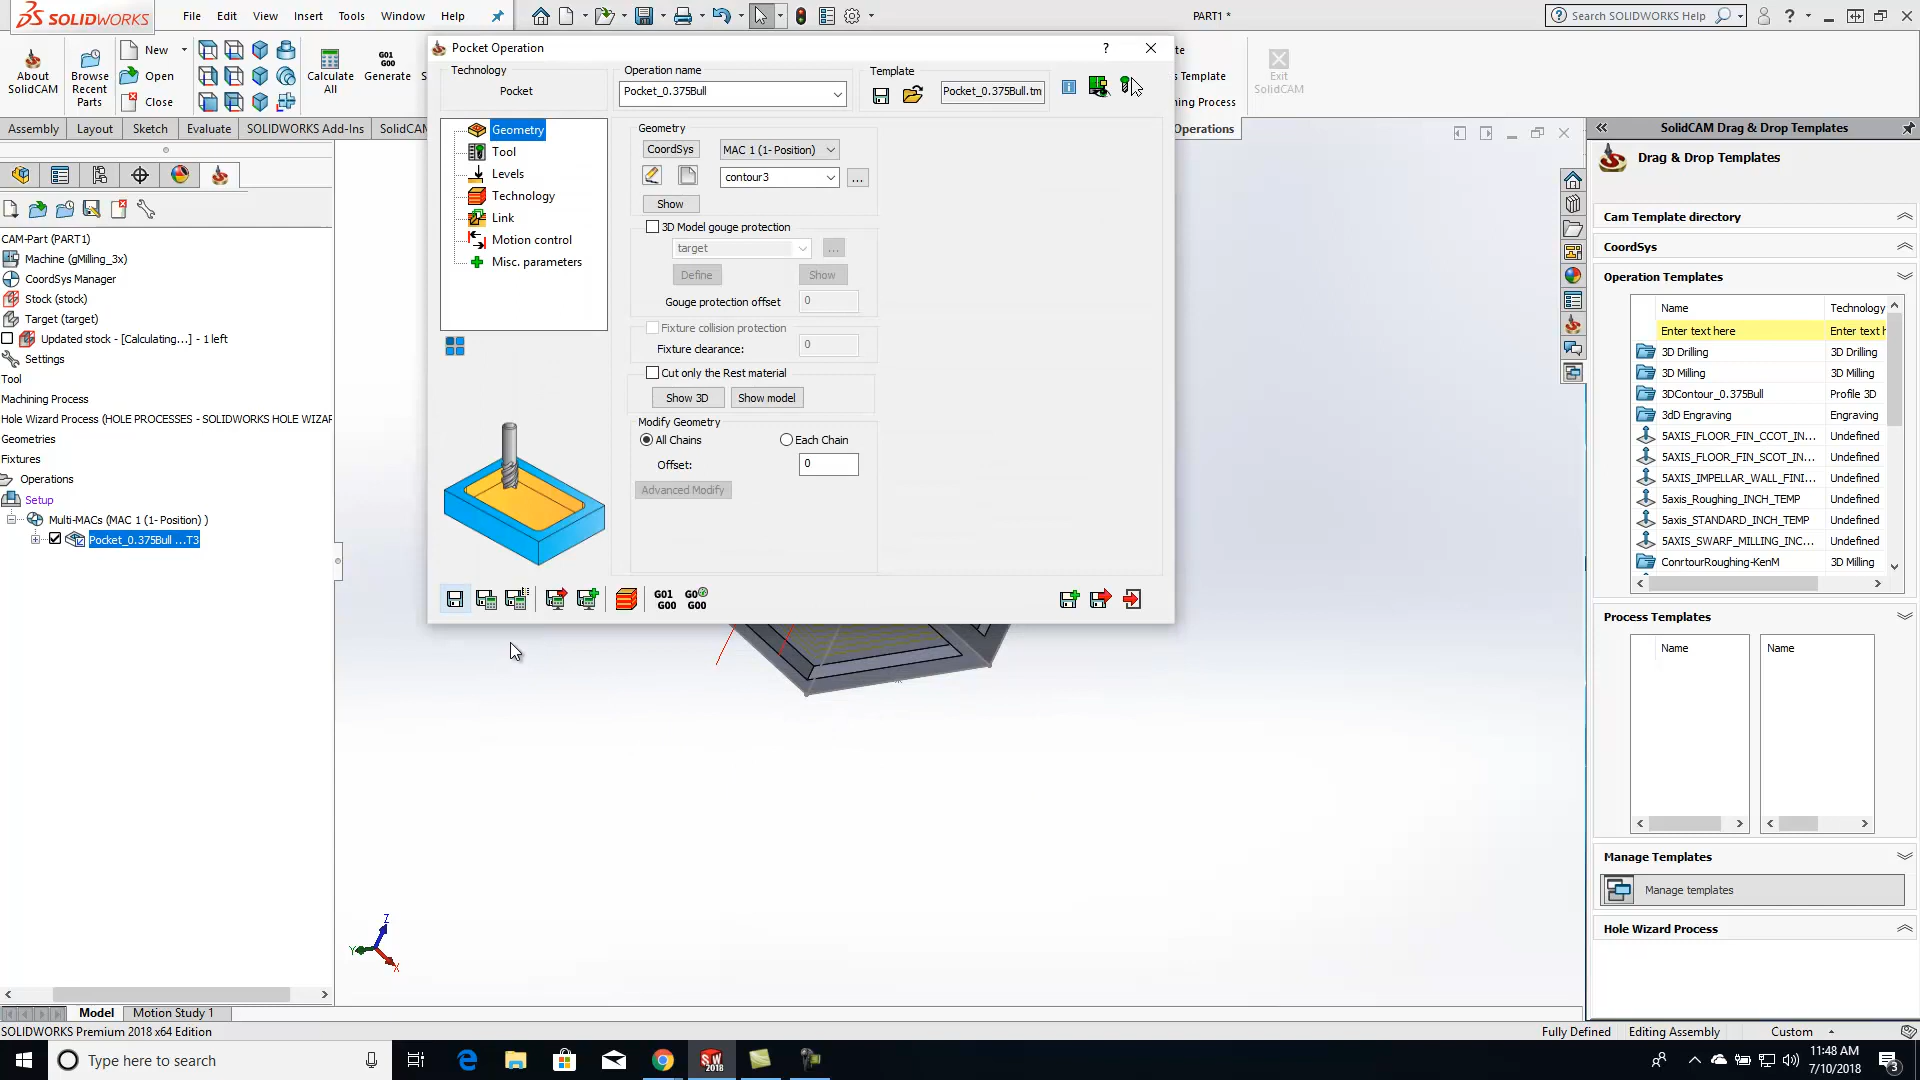 SOLIDWORKS
File Edit View Insert Tools Window Help
PART1 *
Search SOLIDWORKS Help
About SolidCAM
Browse Recent Parts
New
Open
Close
Calculate All
G01 G00
Generate
S
te
s Template
ning Process
Exit SolidCAM
Assembly Layout Sketch Evaluate SOLIDWORKS Add-Ins SolidCAM
Operations
CAM-Part (PART1)
Machine (gMilling_3x)
CoordSys Manager
Stock (stock)
Target (target)
Updated stock - [Calculating...] - 1 left
Settings
Tool
Machining Process
Hole Wizard Process (HOLE PROCESSES - SOLIDWORKS HOLE WIZAR
Geometries
Fixtures
Operations
Setup
Multi-MACs (MAC 1 (1- Position) )
Pocket_0.375Bull ...T3
Pocket Operation
?
Technology
Pocket
Operation name
Pocket_0.375Bull
Template
Pocket_0.375Bull.tm
Geometry
Tool
Levels
Technology
Link
Motion control
Misc. parameters
Geometry
CoordSys MAC 1 (1- Position)
contour3 ...
Show
3D Model gouge protection
target ...
Define Show
Gouge protection offset 0
Fixture collision protection
Fixture clearance: 0
Cut only the Rest material
Show 3D Show model
Modify Geometry
All Chains Each Chain
Offset: 0
Advanced Modify
G01 G00
G0 G00
Z
Y
X
SolidCAM Drag & Drop Templates
Drag & Drop Templates
Cam Template directory
CoordSys
Operation Templates
Name Technology
Enter text here Enter text h
3D Drilling 3D Drilling
3D Milling 3D Milling
3DContour_0.375Bull Profile 3D
3dD Engraving Engraving
5AXIS_FLOOR_FIN_CCOT_IN... Undefined
5AXIS_FLOOR_FIN_SCOT_IN... Undefined
5AXIS_IMPELLAR_WALL_FINI... Undefined
5axis_Roughing_INCH_TEMP Undefined
5axis_STANDARD_INCH_TEMP Undefined
5AXIS_SWARF_MILLING_INC... Undefined
ConrtourRoughing-KenM 3D Milling
Process Templates
Name Name
Manage Templates
Manage templates
Hole Wizard Process
Model Motion Study 1
SOLIDWORKS Premium 2018 x64 Edition
Fully Defined Editing Assembly Custom
Type here to search
SW 2018
11:48 AM
7/10/2018
3